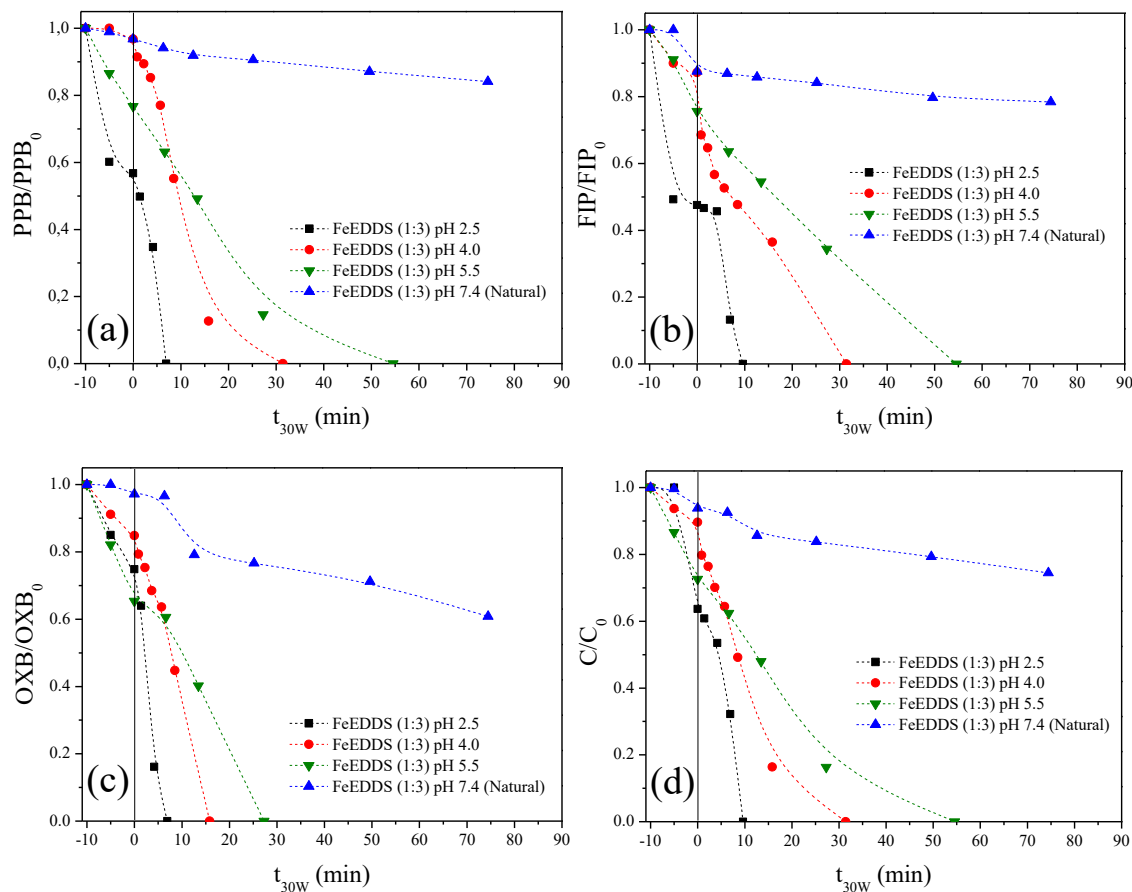 PPB/PPB0
1,0
0,8
0,6
0,4
0,2
0,0
FeEDDS (1:3) pH 2.5
FeEDDS (1:3) pH 4.0
FeEDDS (1:3) pH 5.5
FeEDDS (1:3) pH 7.4 (Natural)
(a)
-10 0 10 20 30 40 50 60 70 80 90
t30W (min)
FIP/FIP0
1,0
0,8
0,6
0,4
0,2
0,0
FeEDDS (1:3) pH 2.5
FeEDDS (1:3) pH 4.0
FeEDDS (1:3) pH 5.5
FeEDDS (1:3) pH 7.4 (Natural)
(b)
-10 0 10 20 30 40 50 60 70 80 90
t30W (min)
OXB/OXB0
1,0
0,8
0,6
0,4
0,2
0,0
FeEDDS (1:3) pH 2.5
FeEDDS (1:3) pH 4.0
FeEDDS (1:3) pH 5.5
FeEDDS (1:3) pH 7.4 (Natural)
(c)
-10 0 10 20 30 40 50 60 70 80 90
t30W (min)
C/C0
1,0
0,8
0,6
0,4
0,2
0,0
FeEDDS (1:3) pH 2.5
FeEDDS (1:3) pH 4.0
FeEDDS (1:3) pH 5.5
FeEDDS (1:3) pH 7.4 (Natural)
(d)
-10 0 10 20 30 40 50 60 70 80 90
t30W (min)